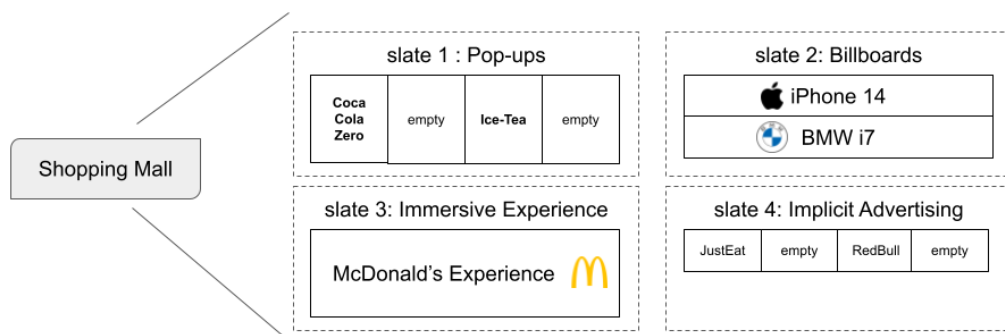 Shopping Mall
slate 1 : Pop-ups
Coca
Cola
Zero
empty
Ice-Tea
empty
slate 2: Billboards
iPhone 14
BMW i7
slate 3: Immersive Experience
McDonald's Experience
slate 4: Implicit Advertising
JustEat
empty
RedBull
empty